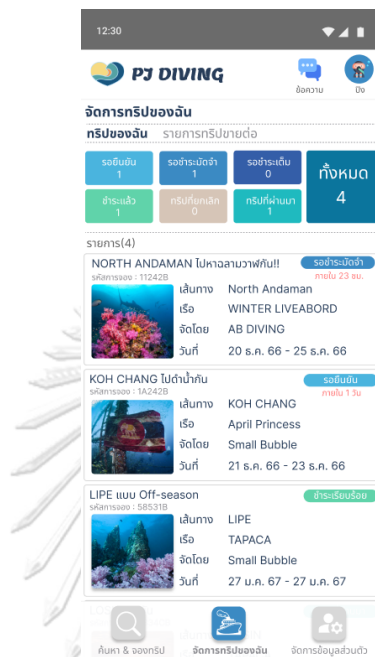 12:30
PJ DIVING
ข้อความ
ปิง
จัดการทริปของฉัน
ทริปของฉัน รายการทริปขายต่อ
รอยืนยัน
1
รอชำระมัดจำ
1
รอชำระเต็ม
0
ทั้งหมด
4
ชำระแล้ว
1
ทริปที่ยกเลิก
0
ทริปที่ผ่านมา
1
รายการ(4)
NORTH ANDAMAN ไปหาฉลามวาฬกัน!!
รอชำระมัดจำ
รหัสการจอง : 11242B
ภายใน 23 ชม.
เส้นทาง North Andaman
เรือ WINTER LIVEABORD
จัดโดย AB DIVING
วันที่ 20 ธ.ค. 66 - 25 ธ.ค. 66
KOH CHANG ไปดำน้ำกัน
รอยืนยัน
รหัสการจอง : 1A242B
ภายใน 1 วัน
เส้นทาง KOH CHANG
เรือ April Princess
จัดโดย Small Bubble
วันที่ 21 ธ.ค. 66 - 23 ธ.ค. 66
LIPE แบบ Off-season
ชำระเรียบร้อย
รหัสการจอง : 58531B
เส้นทาง LIPE
เรือ TAPACA
จัดโดย Small Bubble
วันที่ 27 ม.ค. 67 - 27 ม.ค. 67
ค้นหา & จองทริป
จัดการทริปของฉัน
จัดการข้อมูลส่วนตัว